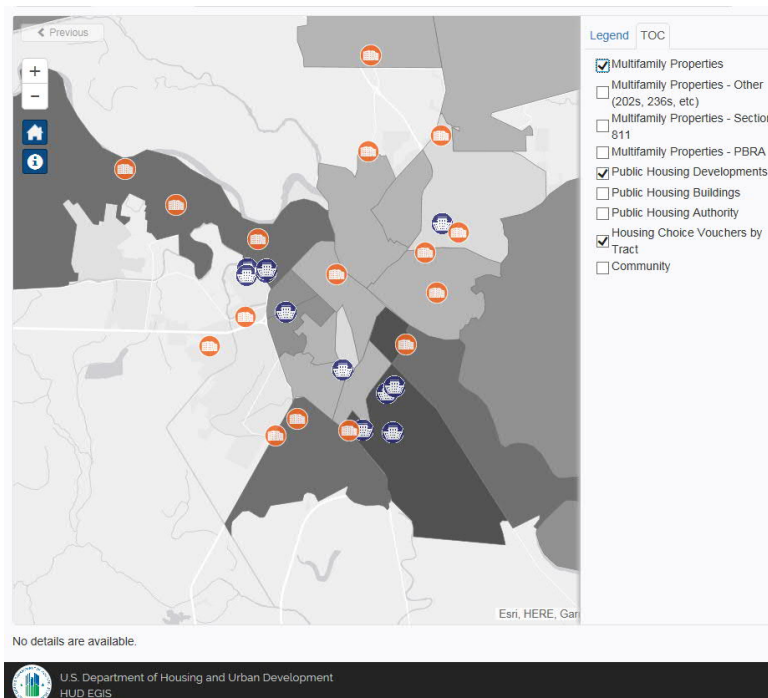 Previous
+
−
Legend TOC
Multifamily Properties
Multifamily Properties - Other
(202s, 236s, etc)
Multifamily Properties - Section
811
Multifamily Properties - PBRA
Public Housing Developments
Public Housing Buildings
Public Housing Authority
Housing Choice Vouchers by
Tract
Community
Esri, HERE, Gar
No details are available.
U.S. Department of Housing and Urban Development
HUD EGIS